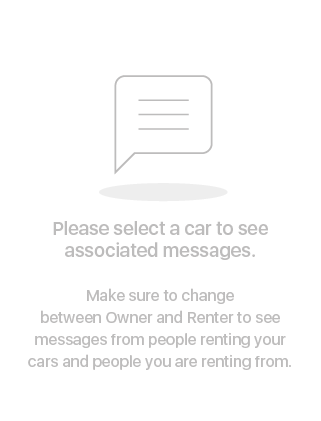 Please select a car to see
associated messages.
Make sure to change
between Owner and Renter to see
messages from people renting your
cars and people you are renting from.